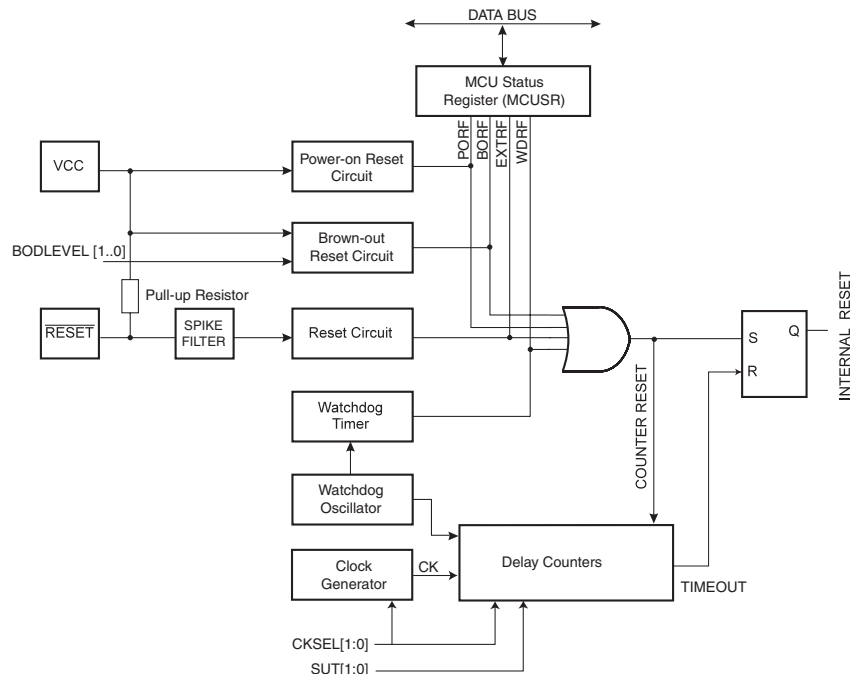 DATA BUS
MCU Status
Register (MCUSR)
PORF
BORF
EXTRF
WDRF
VCC
Power-on Reset
Circuit
BODLEVEL [1..0]
Brown-out
Reset Circuit
Pull-up Resistor
RESET
SPIKE
FILTER
Reset Circuit
S
Q
R
INTERNAL RESET
COUNTER RESET
Watchdog
Timer
Watchdog
Oscillator
Clock
Generator
CK
Delay Counters
TIMEOUT
CKSEL[1:0]
SUT[1:0]